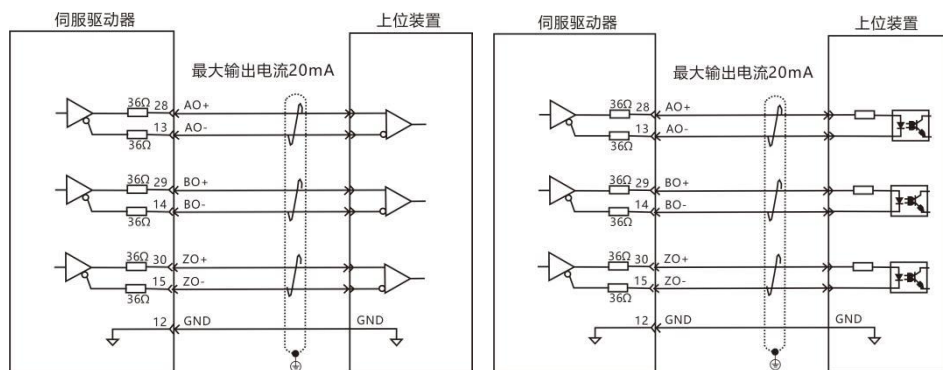 伺服驱动器
上位装置
最大输出电流20mA
36Ω 28 AO+
13 AO-
36Ω
36Ω 29 BO+
14 BO-
36Ω
36Ω 30 ZO+
15 ZO-
36Ω
12 GND GND
伺服驱动器
上位装置
最大输出电流20mA
36Ω 28 AO+
13 AO-
36Ω
36Ω 29 BO+
14 BO-
36Ω
36Ω 30 ZO+
15 ZO-
36Ω
12 GND GND